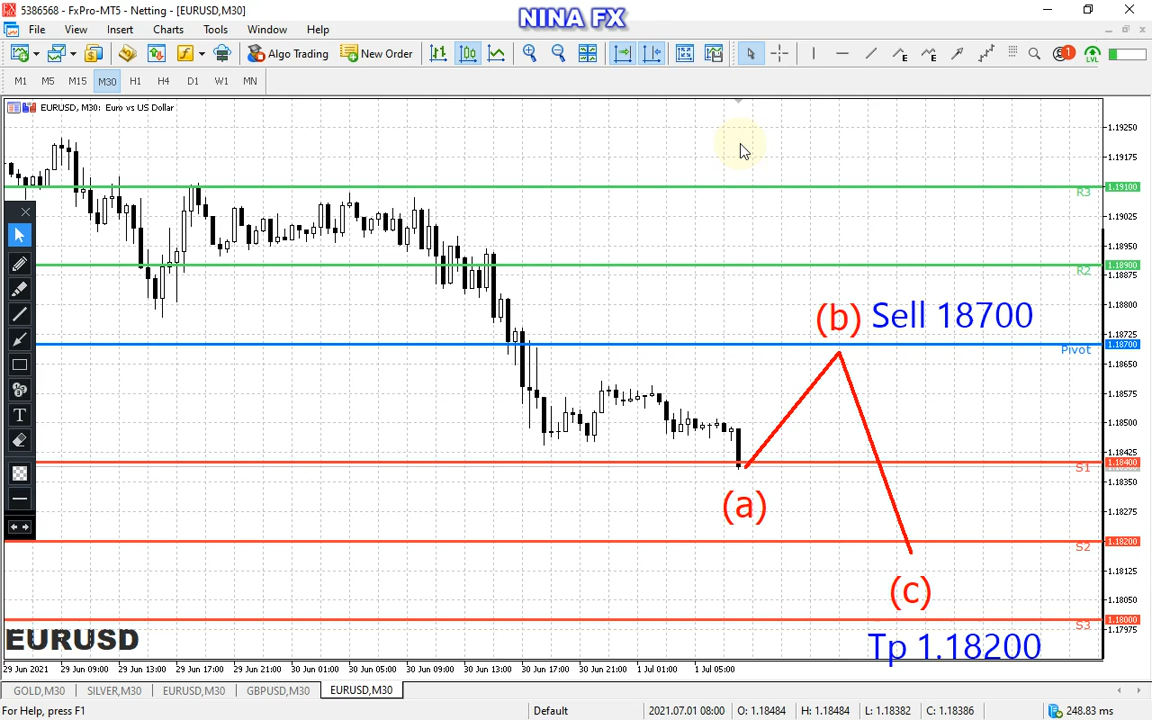 5386568 - FxPro-MT5 - Netting - [EURUSD,M30]
NINA FX
File View Insert Charts Tools Window Help
Algo Trading New Order
M1 M5 M15 M30 H1 H4 D1 W1 MN
EURUSD, M30: Euro vs US Dollar
1.19250
1.19175
R3 1.19100
1.19025
1.18950
R2 1.18900
1.18875
1.18800
(b) Sell 18700
1.18725
Pivot 1.18700
1.18650
1.18575
1.18500
1.18425
S1 1.18400
1.18350
(a)
1.18275
S2 1.18200
1.18125
(c)
1.18050
S3 1.18000
1.17975
EURUSD
Tp 1.18200
29 Jun 2021 29 Jun 09:00 29 Jun 13:00 29 Jun 17:00 29 Jun 21:00 30 Jun 01:00 30 Jun 05:00 30 Jun 09:00 30 Jun 13:00 30 Jun 17:00 30 Jun 21:00 1 Jul 01:00 1 Jul 05:00
GOLD,M30 SILVER,M30 EURUSD,M30 GBPUSD,M30 EURUSD,M30
For Help, press F1 Default 2021.07.01 08:00 O: 1.18484 H: 1.18484 L: 1.18382 C: 1.18386 248.83 ms